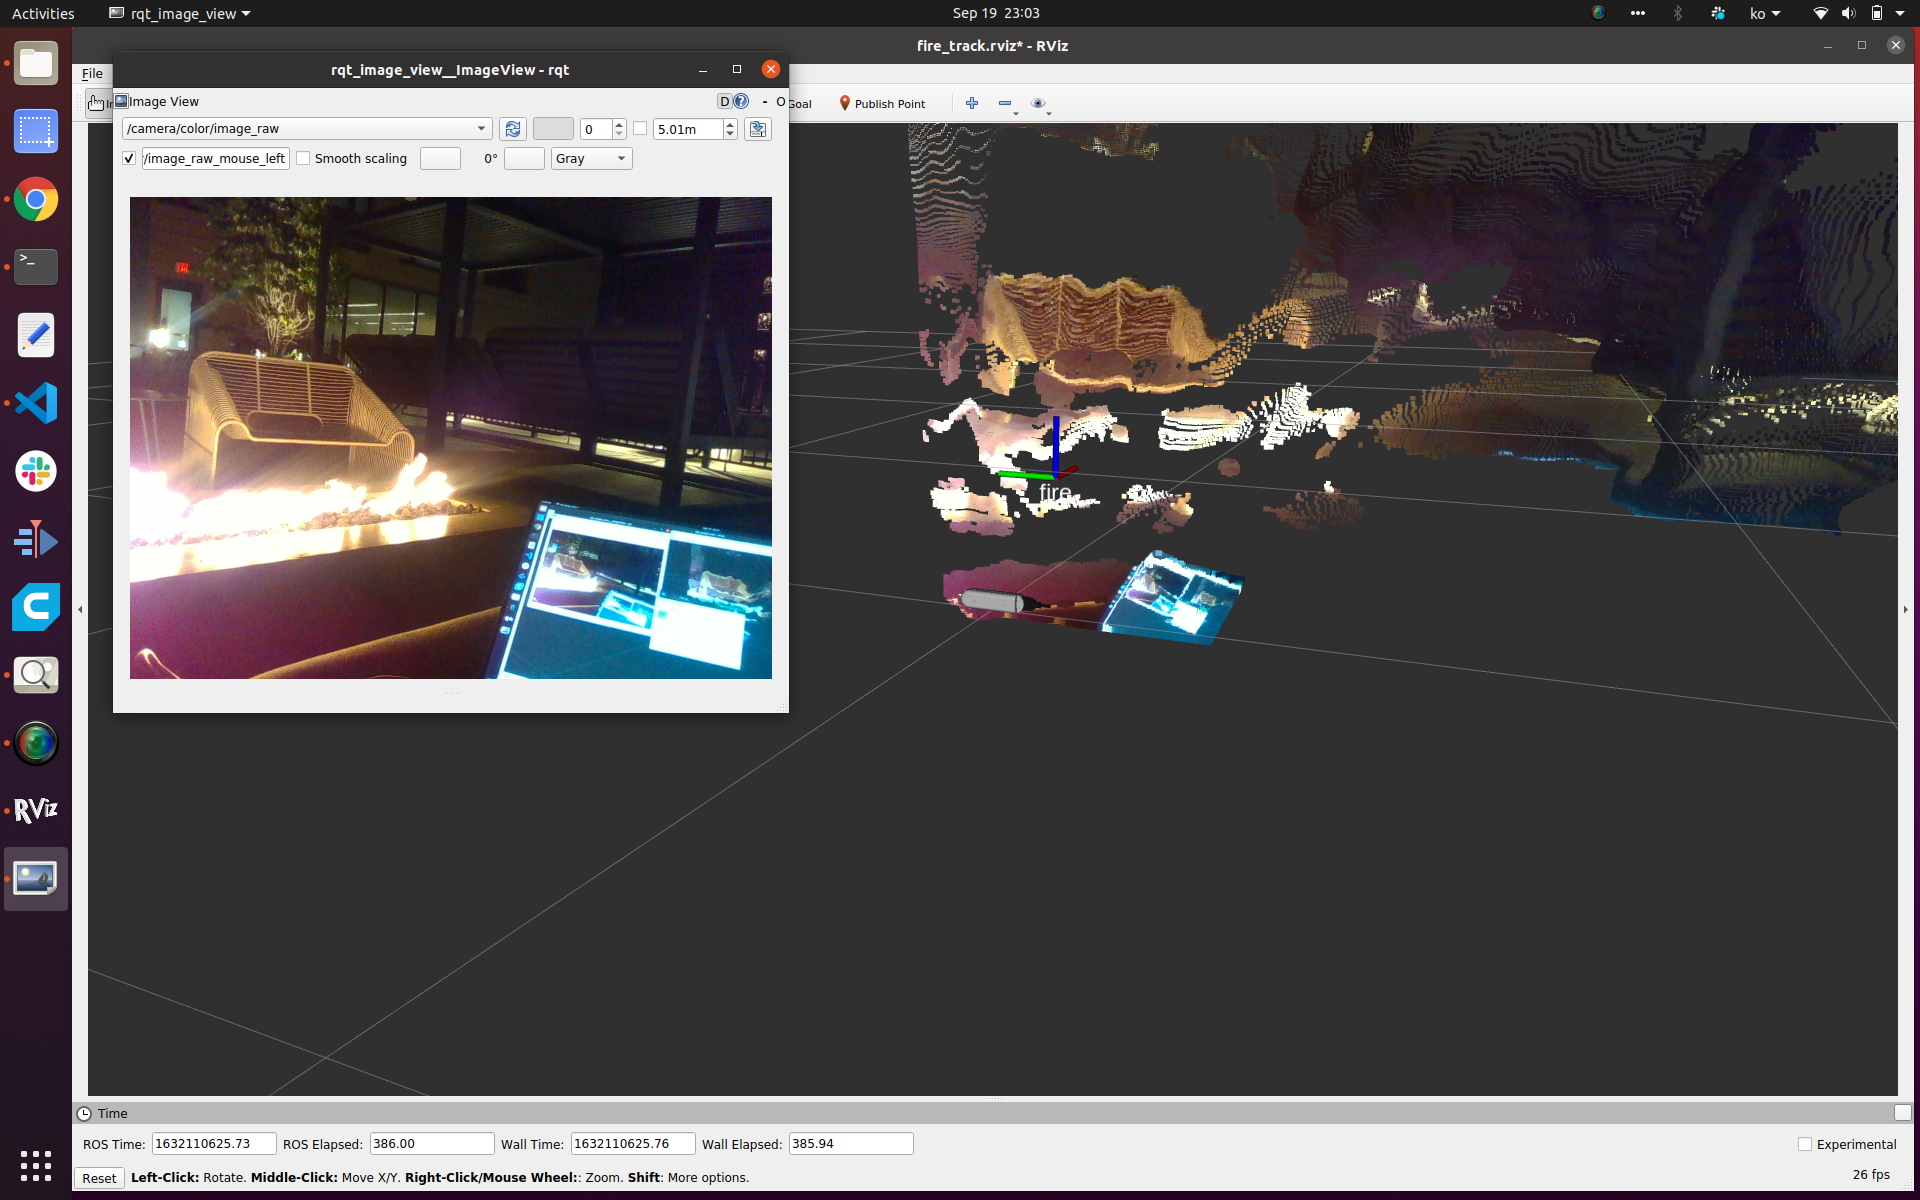 Activities
rqt_image_view
Sep 19 23:03
ko
fire_track.rviz* - RViz
rqt_image_view__ImageView - rqt
File
Image View
D
?
- O
Goal
Publish Point
/camera/color/image_raw
0
5.01m
/image_raw_mouse_left
Smooth scaling
0°
Gray
fire
RViz
Time
ROS Time:
1632110625.73
ROS Elapsed:
386.00
Wall Time:
1632110625.76
Wall Elapsed:
385.94
Experimental
Reset
Left-Click: Rotate. Middle-Click: Move X/Y. Right-Click/Mouse Wheel:: Zoom. Shift: More options.
26 fps